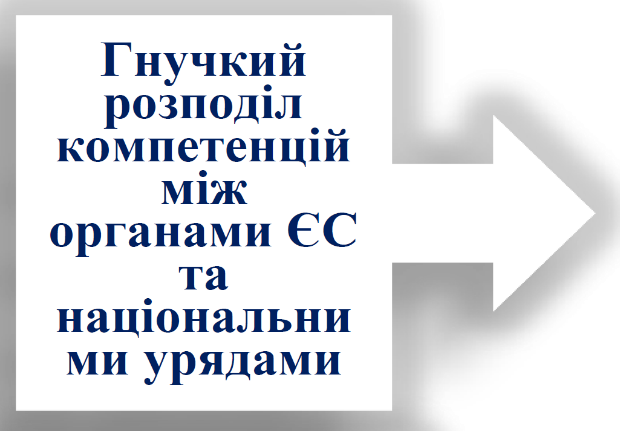 Гнучкий
розподіл
компетенцій
між
органами ЄС
та
національни
ми урядами